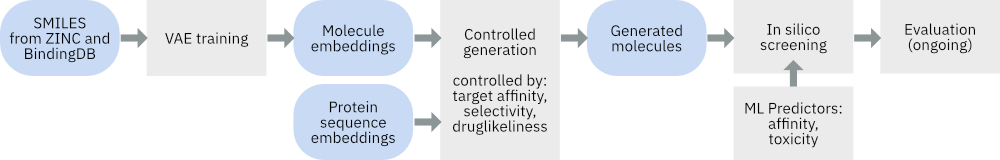 SMILES
from ZINC and
BindingDB
VAE training
Molecule
embeddings
Protein
sequence
embeddings
Controlled
generation
controlled by:
target affinity,
selectivity,
druglikeliness
Generated
molecules
In silico
screening
ML Predictors:
affinity,
toxicity
Evaluation
(ongoing)